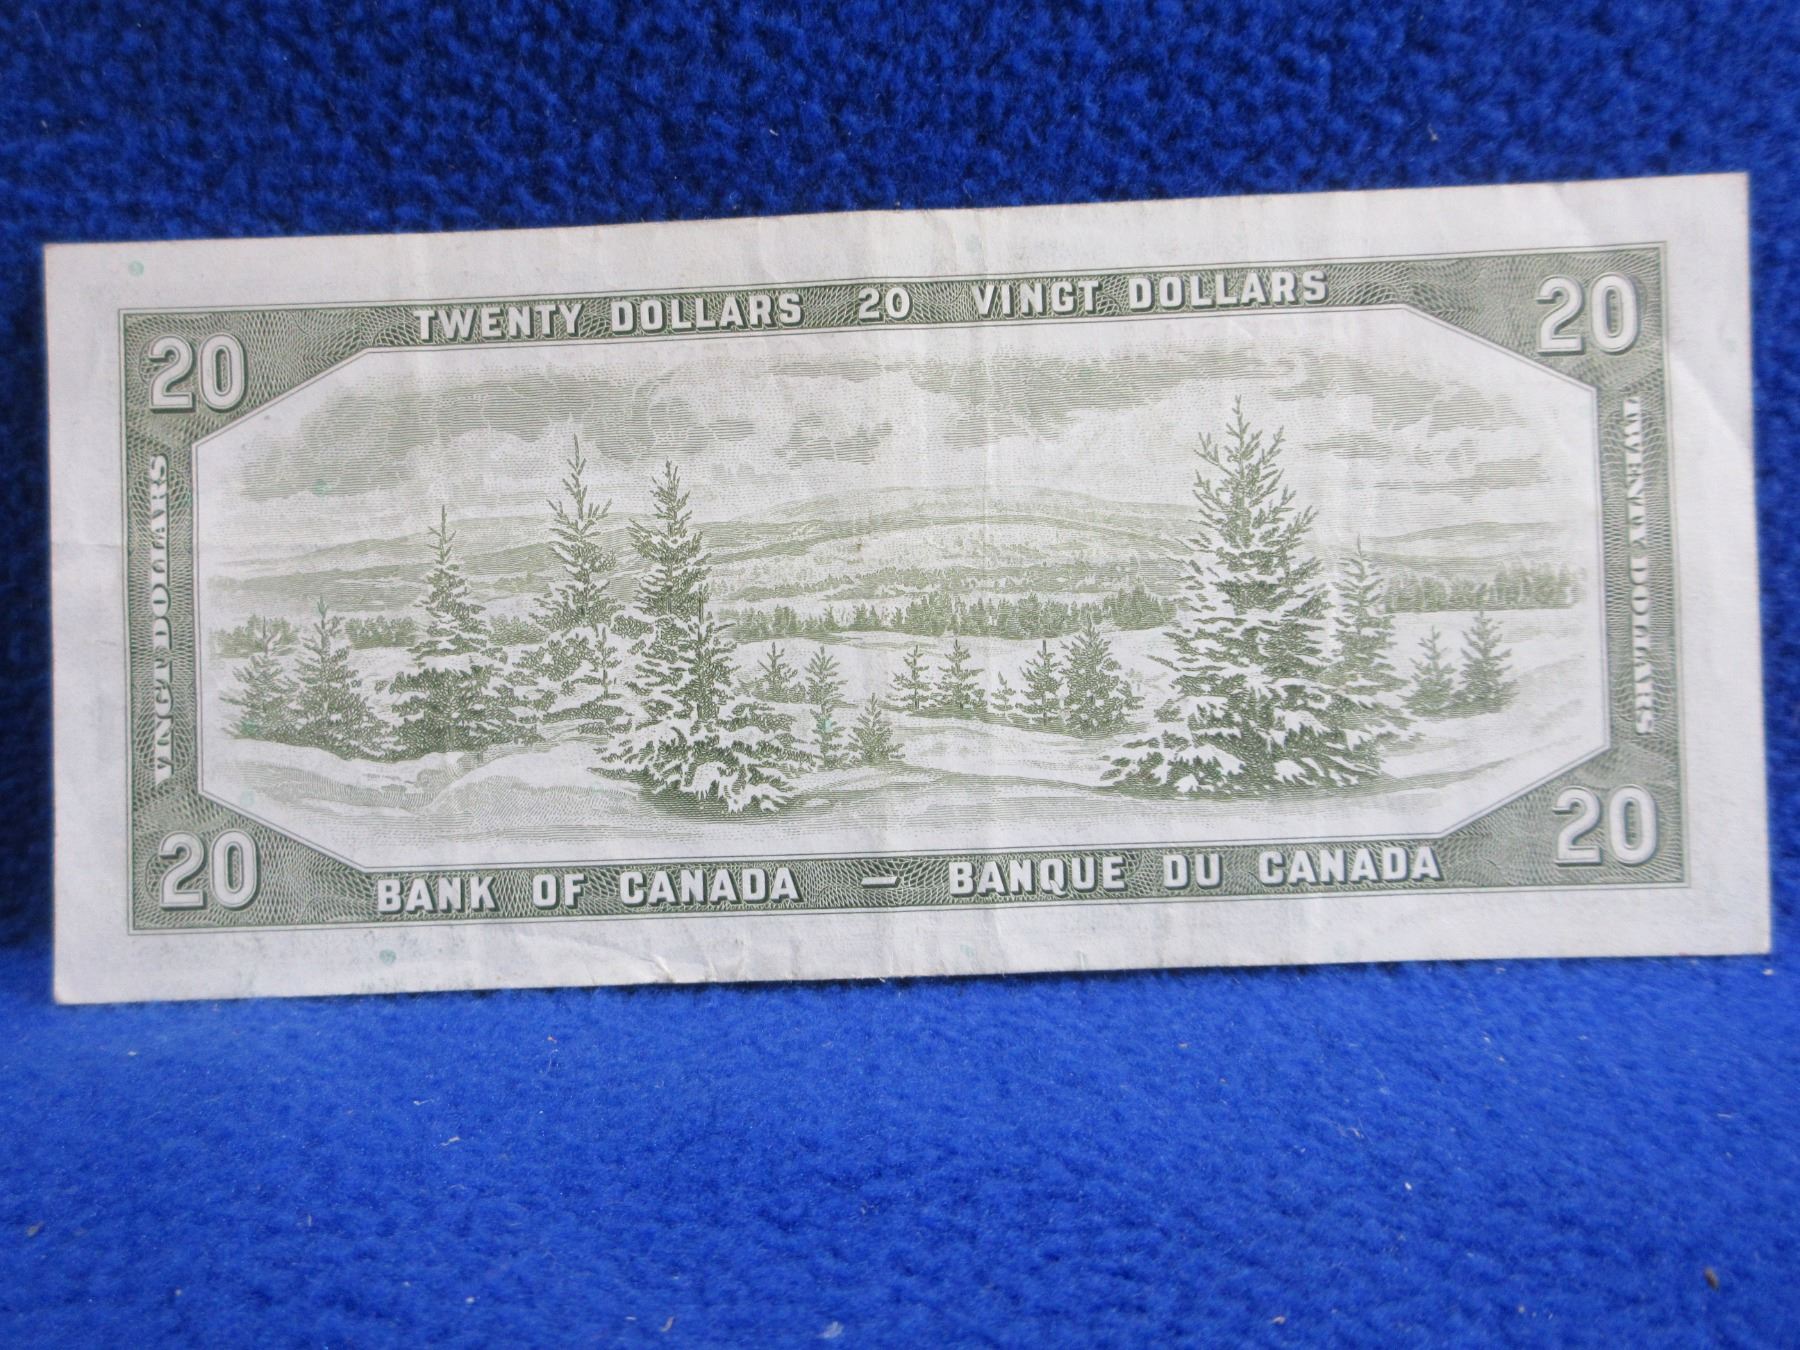 TWENTY DOLLARS 20 VINGT DOLLARS
20
20
VINGT DOLLARS
TWENTY DOLLARS
20
20
BANK OF CANADA — BANQUE DU CANADA